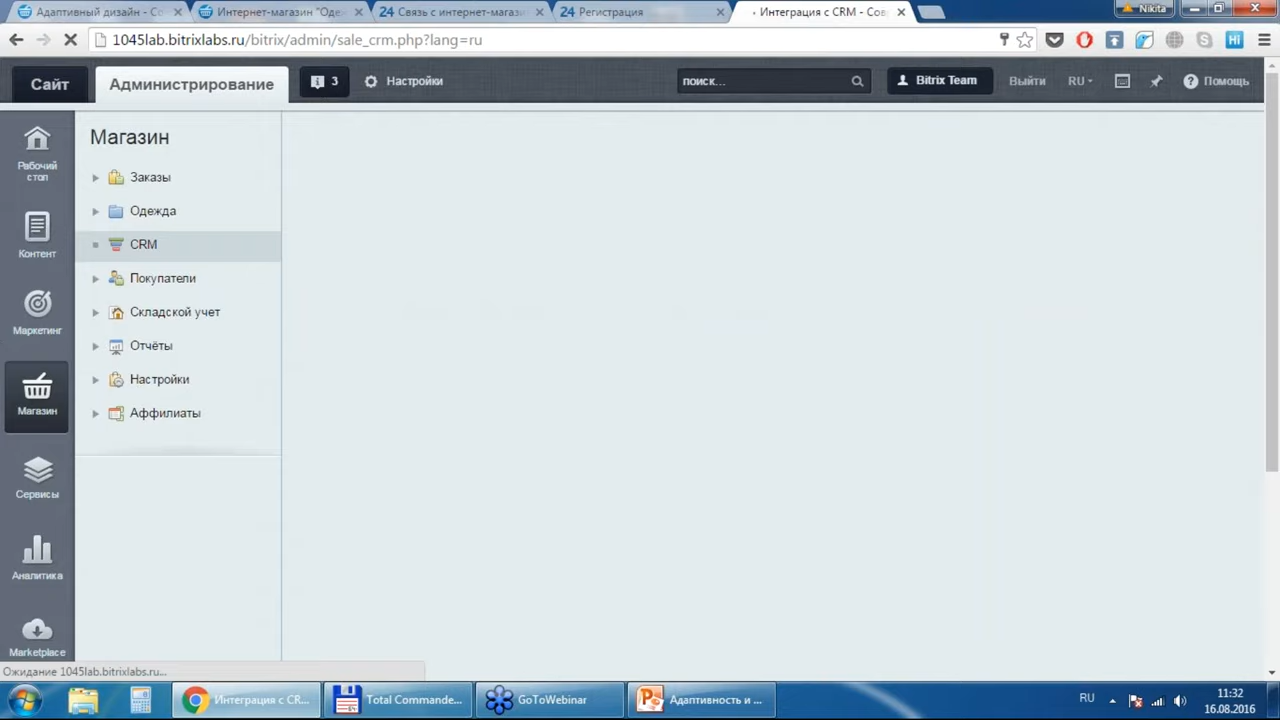 Адаптивный дизайн - Со
Интернет-магазин "Оде
24 Связь с интернет-магази
24 Регистрация
Интеграция с CRM - Сов
Nikita
1045lab.bitrixlabs.ru/bitrix/admin/sale_crm.php?lang=ru
Hi
Сайт
Администрирование
3
Настройки
поиск...
Bitrix Team
Выйти
RU
Помощь
Рабочий
стол
Контент
Маркетинг
Магазин
Сервисы
Аналитика
Marketplace
Магазин
Заказы
Одежда
CRM
Покупатели
Складской учет
Отчёты
Настройки
Аффилиаты
Ожидание 1045lab.bitrixlabs.ru...
Интеграция с CR...
Total Commande...
GoToWebinar
Адаптивность и ...
RU
11:32
16.08.2016